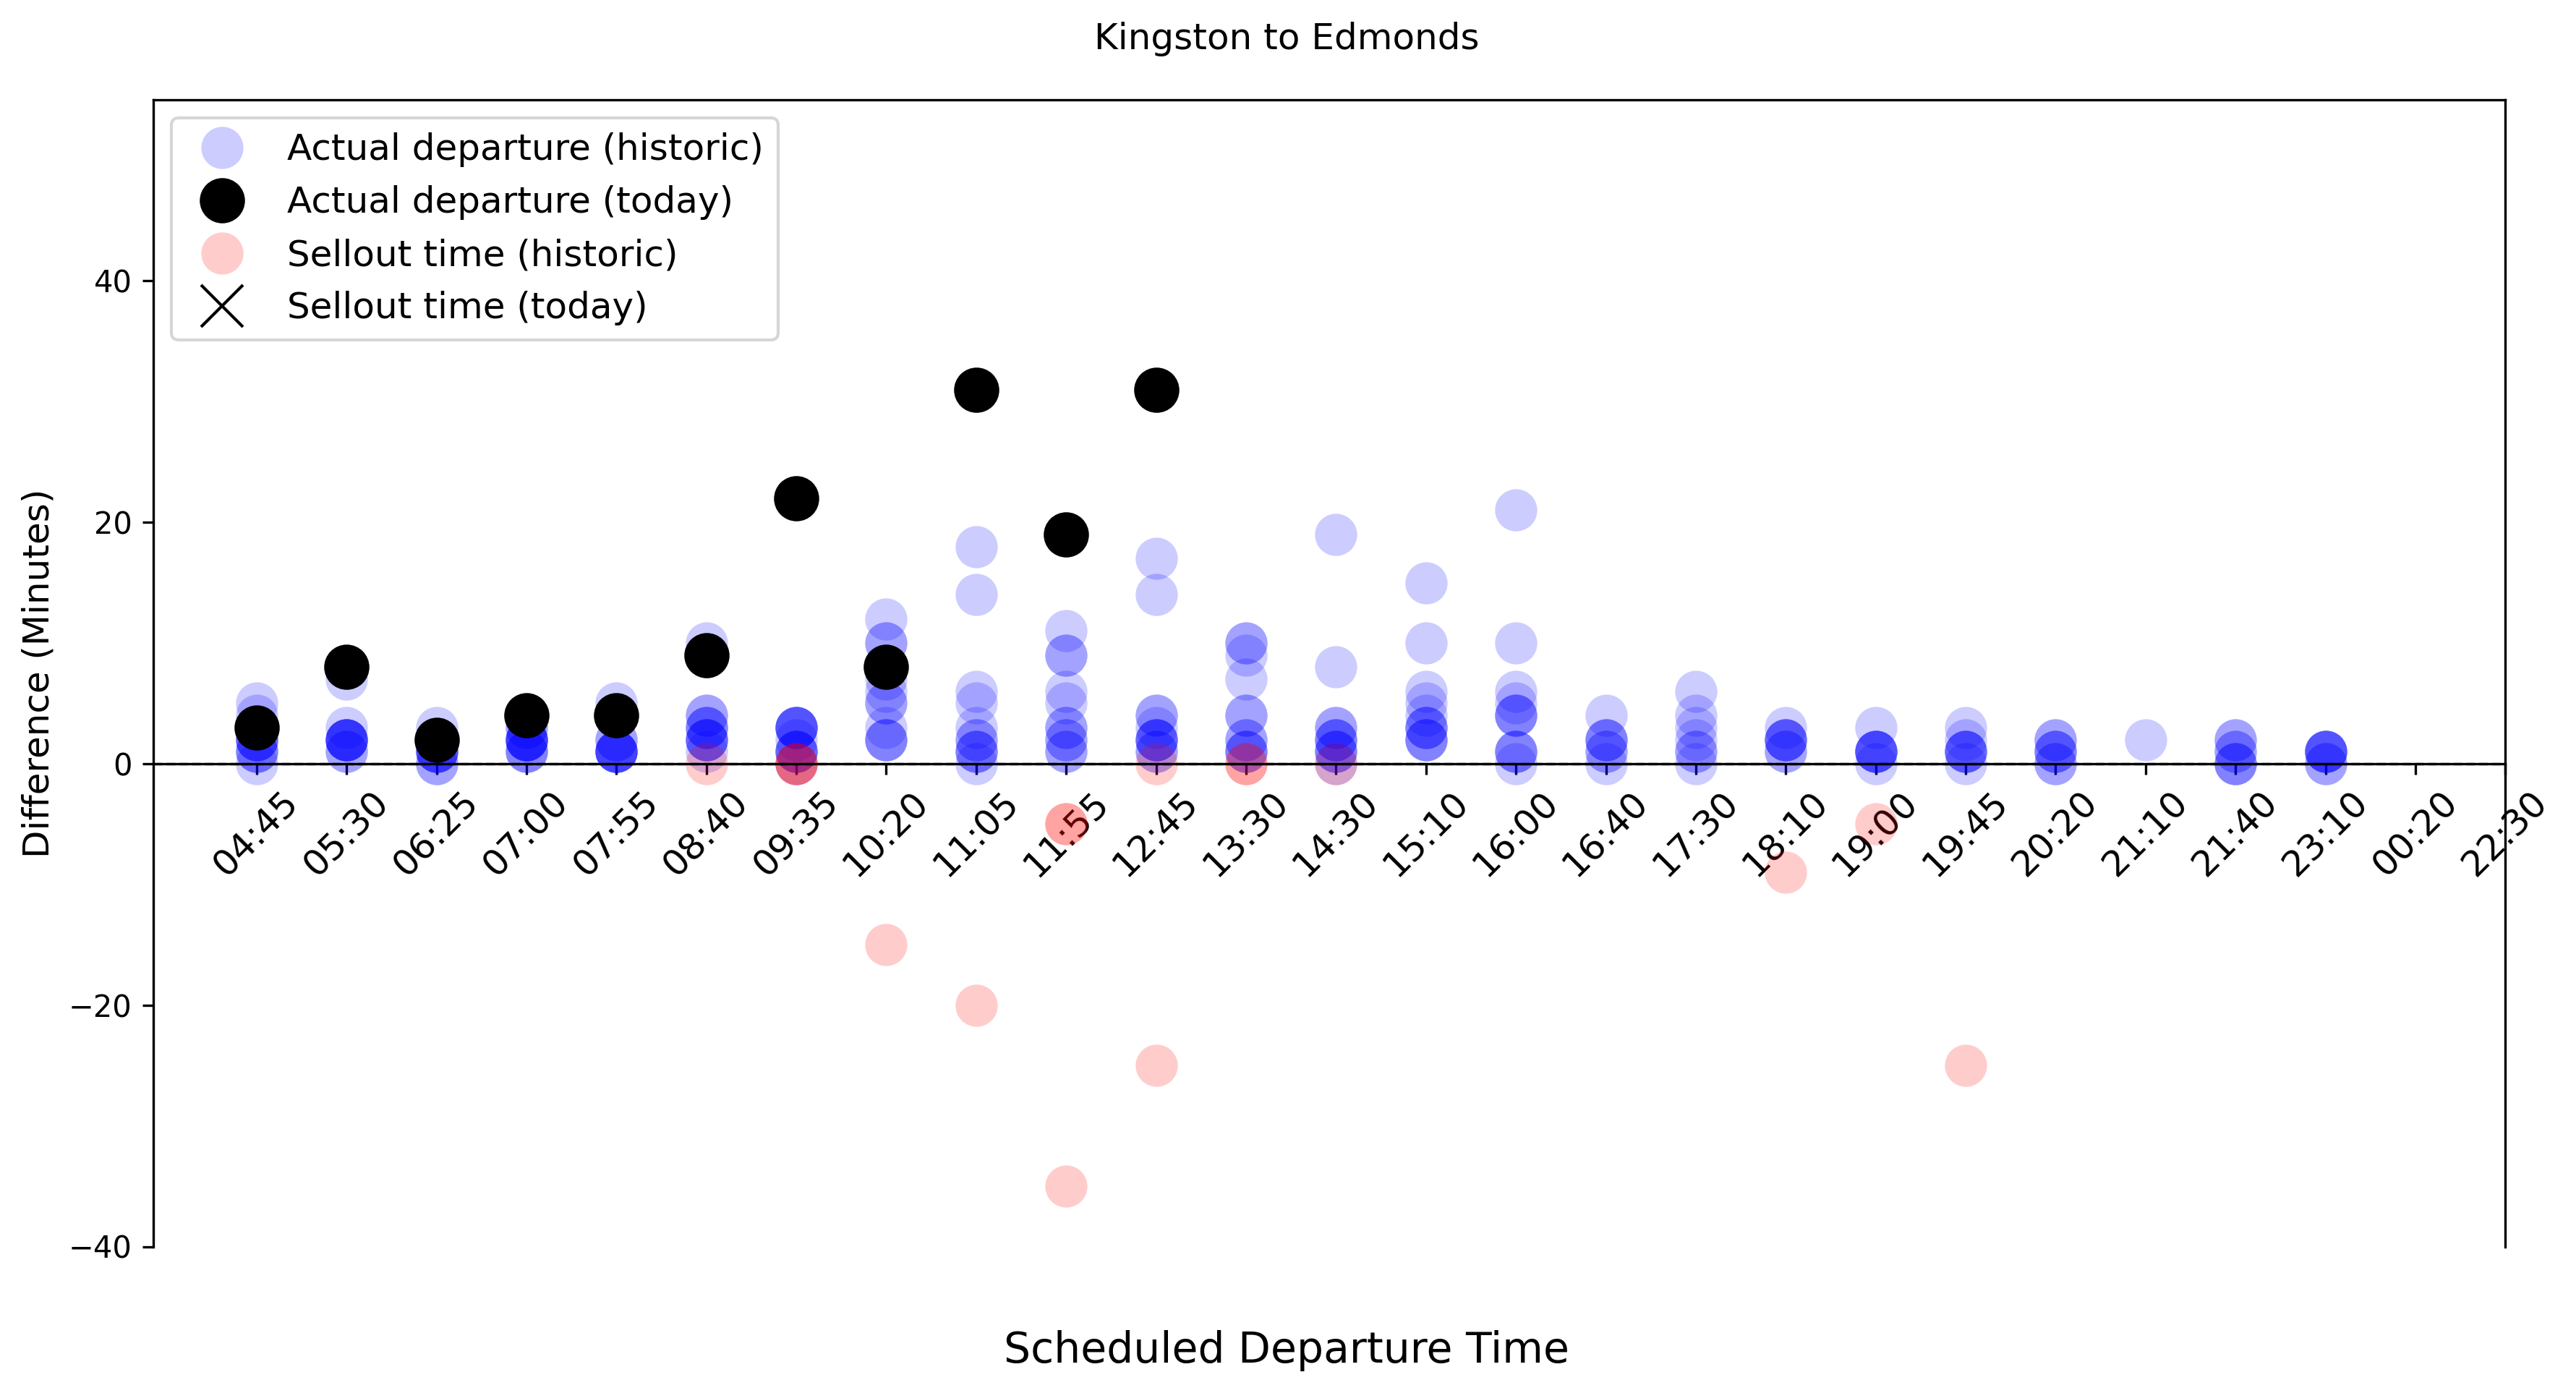 Kingston to Edmonds
Actual departure (historic)
Actual departure (today)
Sellout time (historic)
Sellout time (today)
Difference (Minutes)
40
20
0
−20
−40
04:45 05:30 06:25 07:00 07:55 08:40 09:35 10:20 11:05 11:55 12:45 13:30 14:30 15:10 16:00 16:40 17:30 18:10 19:00 19:45 20:20 21:10 21:40 23:10 00:20 22:30
Scheduled Departure Time